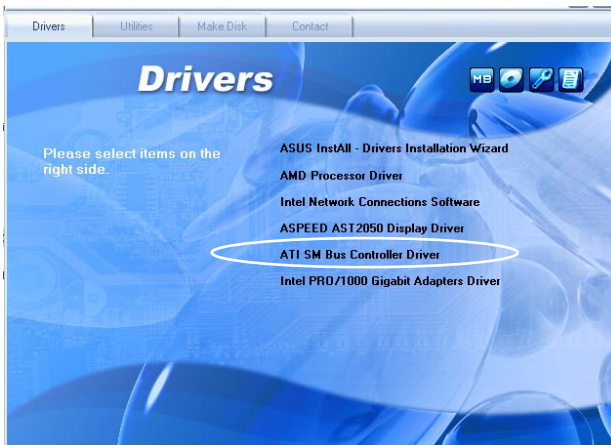 Drivers Utilities Make Disk Contact
Drivers
MB
Please select items on the
right side.
ASUS InstAll - Drivers Installation Wizard
AMD Processor Driver
Intel Network Connections Software
ASPEED AST2050 Display Driver
ATI SM Bus Controller Driver
Intel PRO/1000 Gigabit Adapters Driver